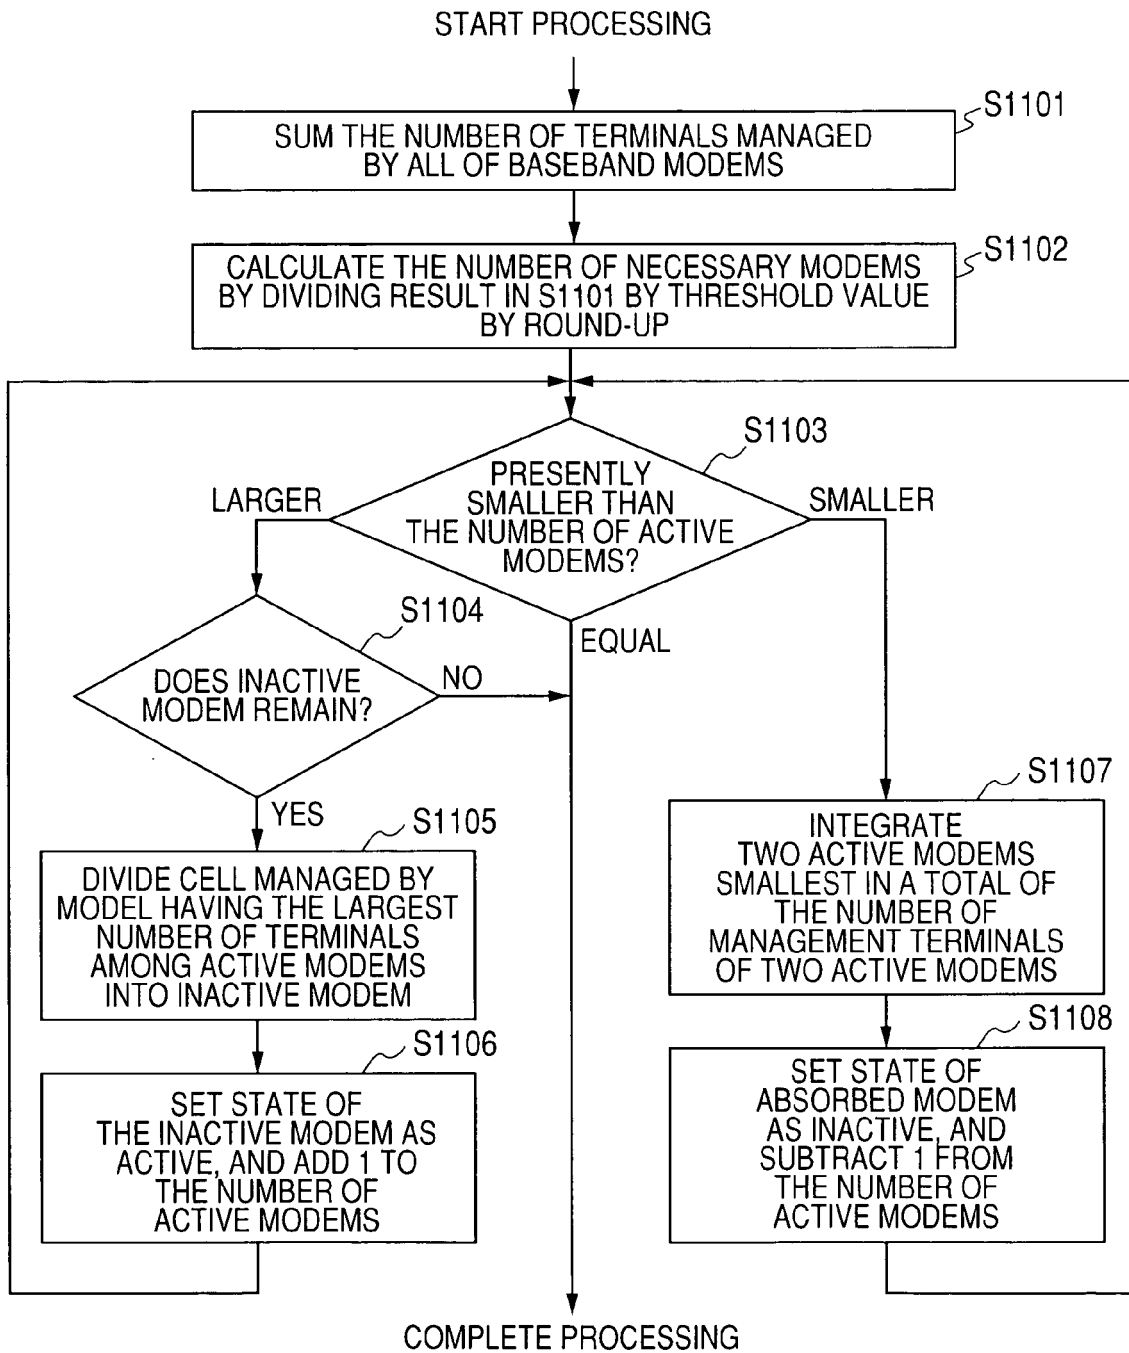 START PROCESSING
S1101
SUM THE NUMBER OF TERMINALS MANAGED
BY ALL OF BASEBAND MODEMS
S1102
CALCULATE THE NUMBER OF NECESSARY MODEMS
BY DIVIDING RESULT IN S1101 BY THRESHOLD VALUE
BY ROUND-UP
S1103
PRESENTLY
SMALLER THAN
THE NUMBER OF ACTIVE
MODEMS?
LARGER
SMALLER
EQUAL
S1104
DOES INACTIVE
MODEM REMAIN?
NO
YES
S1105
DIVIDE CELL MANAGED BY
MODEL HAVING THE LARGEST
NUMBER OF TERMINALS
AMONG ACTIVE MODEMS
INTO INACTIVE MODEM
S1106
SET STATE OF
THE INACTIVE MODEM AS
ACTIVE, AND ADD 1 TO
THE NUMBER OF
ACTIVE MODEMS
S1107
INTEGRATE
TWO ACTIVE MODEMS
SMALLEST IN A TOTAL OF
THE NUMBER OF
MANAGEMENT TERMINALS
OF TWO ACTIVE MODEMS
S1108
SET STATE OF
ABSORBED MODEM
AS INACTIVE, AND
SUBTRACT 1 FROM
THE NUMBER OF
ACTIVE MODEMS
COMPLETE PROCESSING